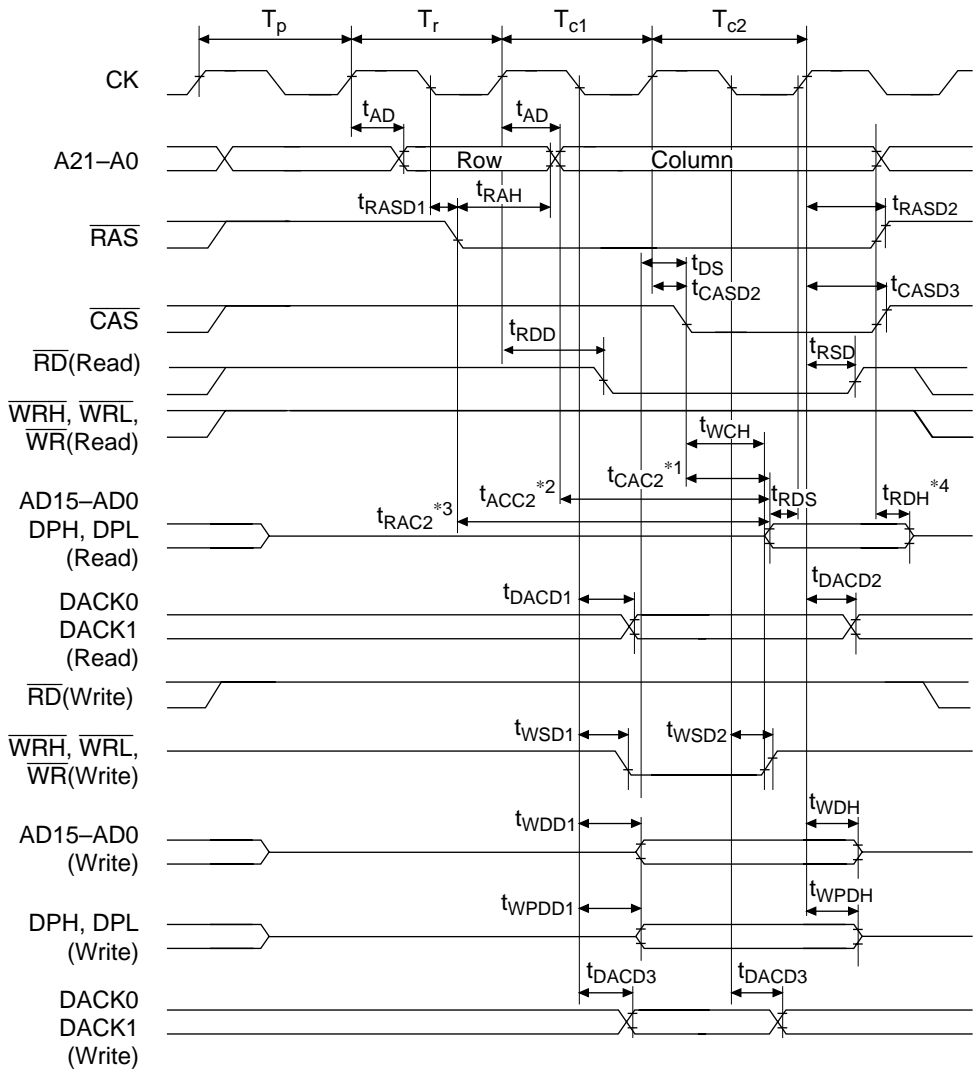 Tp Tr Tc1 Tc2
CK
tAD tAD
A21–A0 Row Column
tRASD1 tRAH tRASD2
RAS
tDS
tCASD2 tCASD3
CAS
tRDD tRSD
RD(Read)
WRH, WRL,
WR(Read)
tWCH
tCAC2*1
AD15–AD0 tACC2*2 tRDS tRDH*4
DPH, DPL tRAC2*3
(Read)
tDACD1 tDACD2
DACK0
DACK1
(Read)
RD(Write)
WRH, WRL, tWSD1 tWSD2
WR(Write)
tWDD1 tWDH
AD15–AD0
(Write)
tWPDD1 tWPDH
DPH, DPL
(Write)
tDACD3 tDACD3
DACK0
DACK1
(Write)